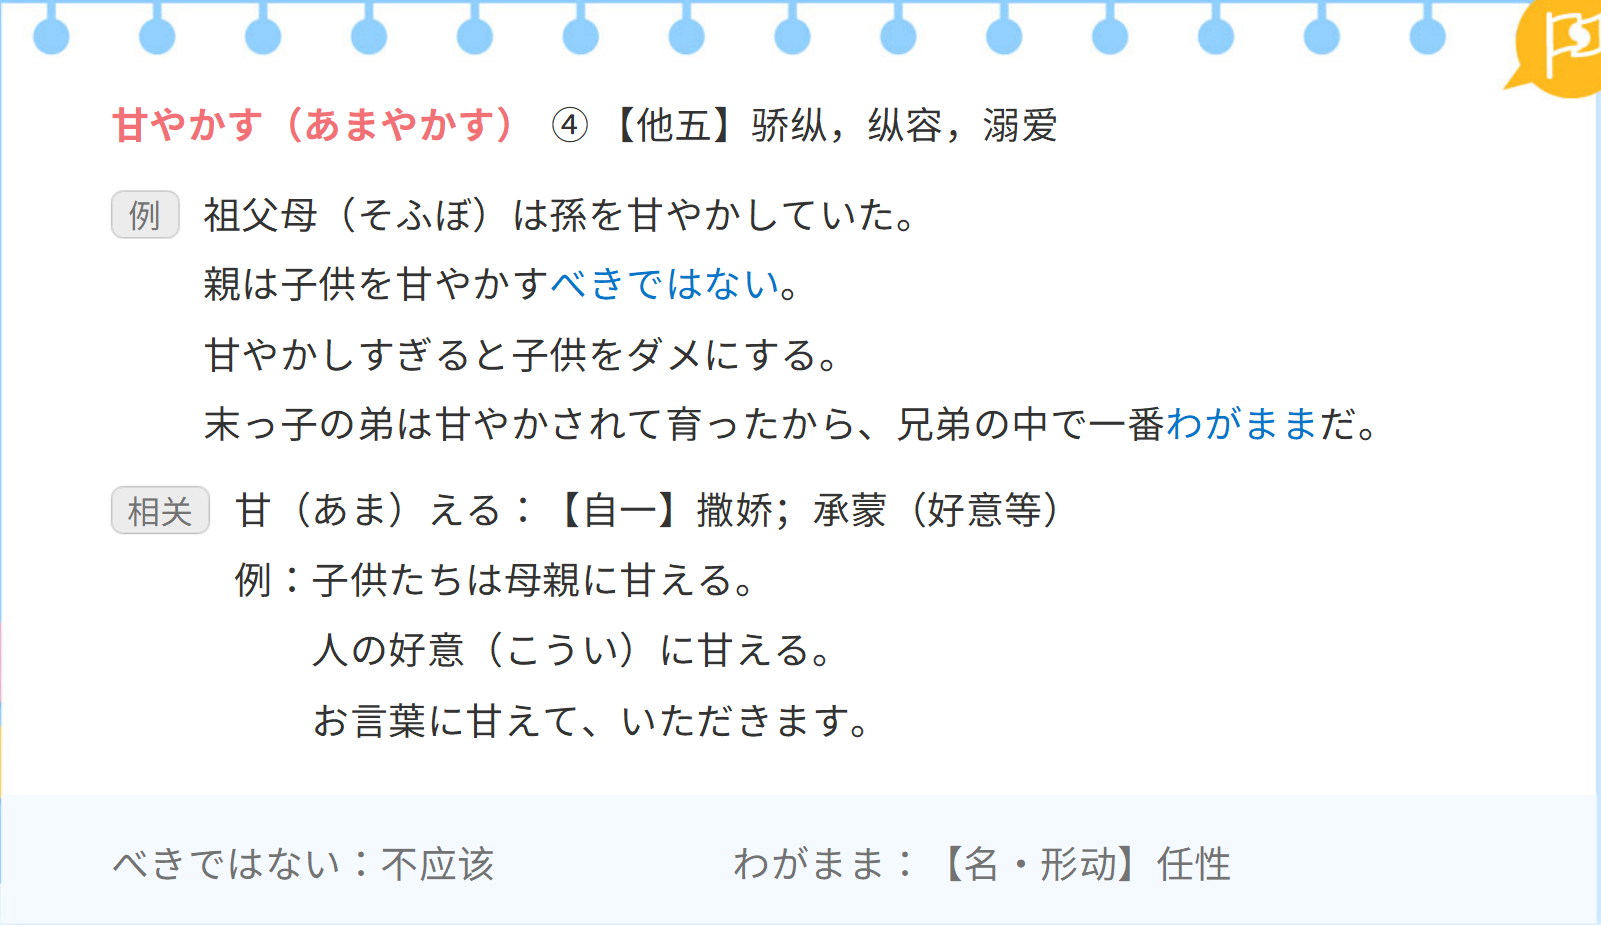 甘やかす（あまやかす） ④【他五】骄纵，纵容，溺爱
例 祖父母（そふぼ）は孫を甘やかしていた。
親は子供を甘やかすべきではない。
甘やかしすぎると子供をダメにする。
末っ子の弟は甘やかされて育ったから、兄弟の中で一番わがままだ。
相关 甘（あま）える：【自一】撒娇；承蒙（好意等）
例：子供たちは母親に甘える。
人の好意（こうい）に甘える。
お言葉に甘えて、いただきます。
べきではない：不应该 わがまま：【名・形动】任性